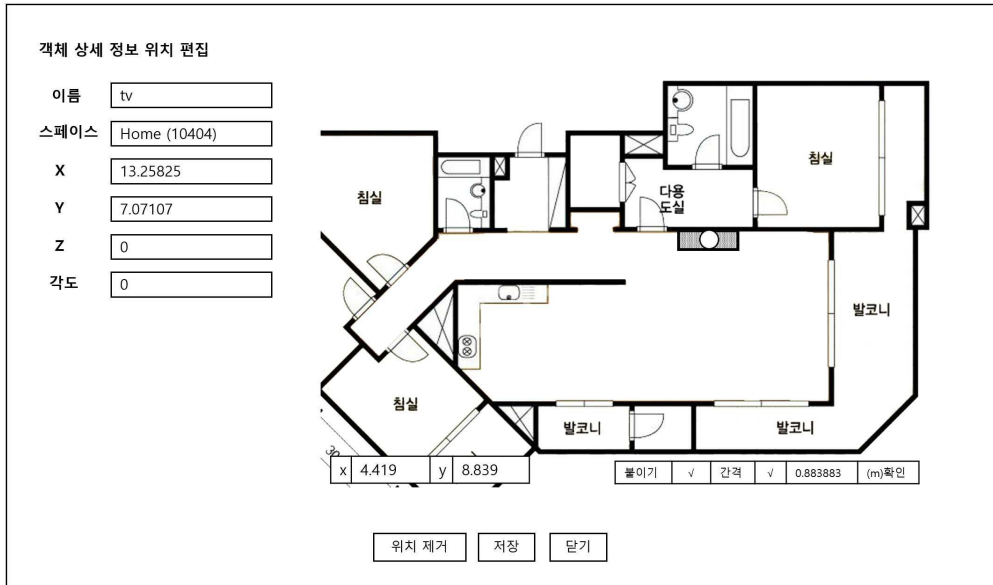 객체 상세 정보 위치 편집
이름 tv
스페이스 Home (10404)
X 13.25825
Y 7.07107
Z 0
각도 0
침실
침실
다용
도실
발코니
침실
발코니
발코니
x 4.419 y 8.839
붙이기 √ 간격 √ 0.883883 (m)확인
위치 제거 저장 닫기